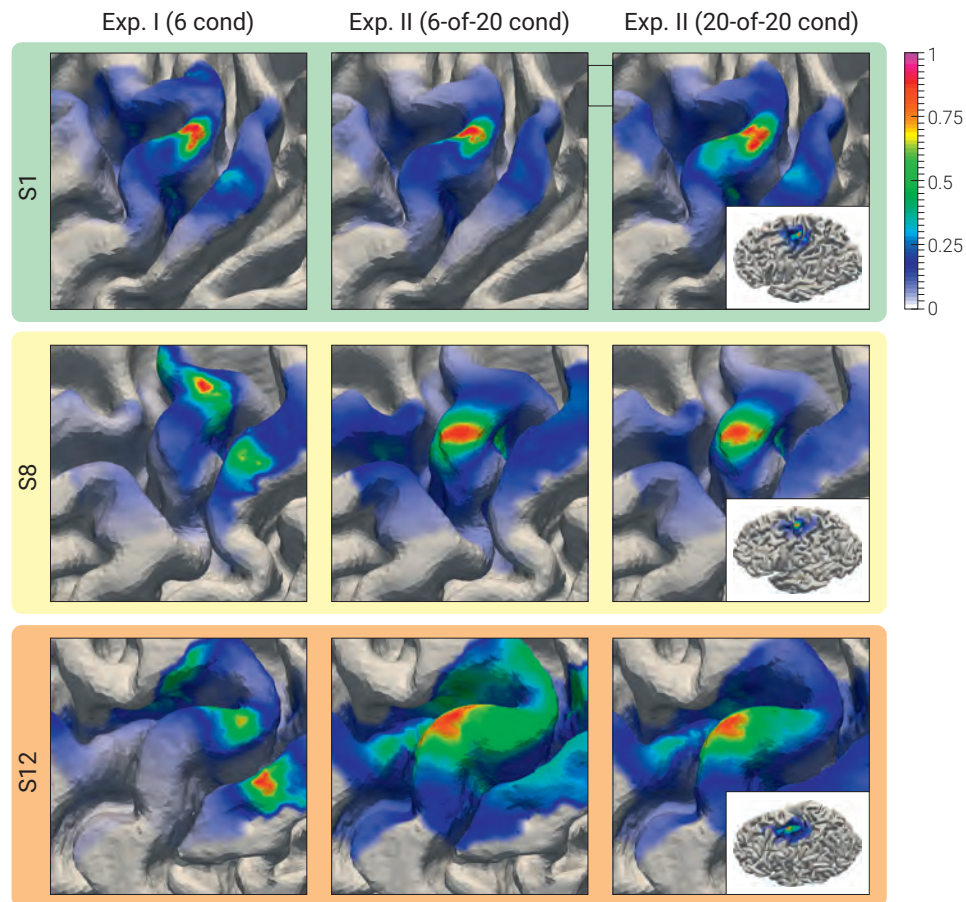 Exp. I (6 cond) Exp. II (6-of-20 cond) Exp. II (20-of-20 cond)
S1
1
0.75
0.5
0.25
0
S8
S12